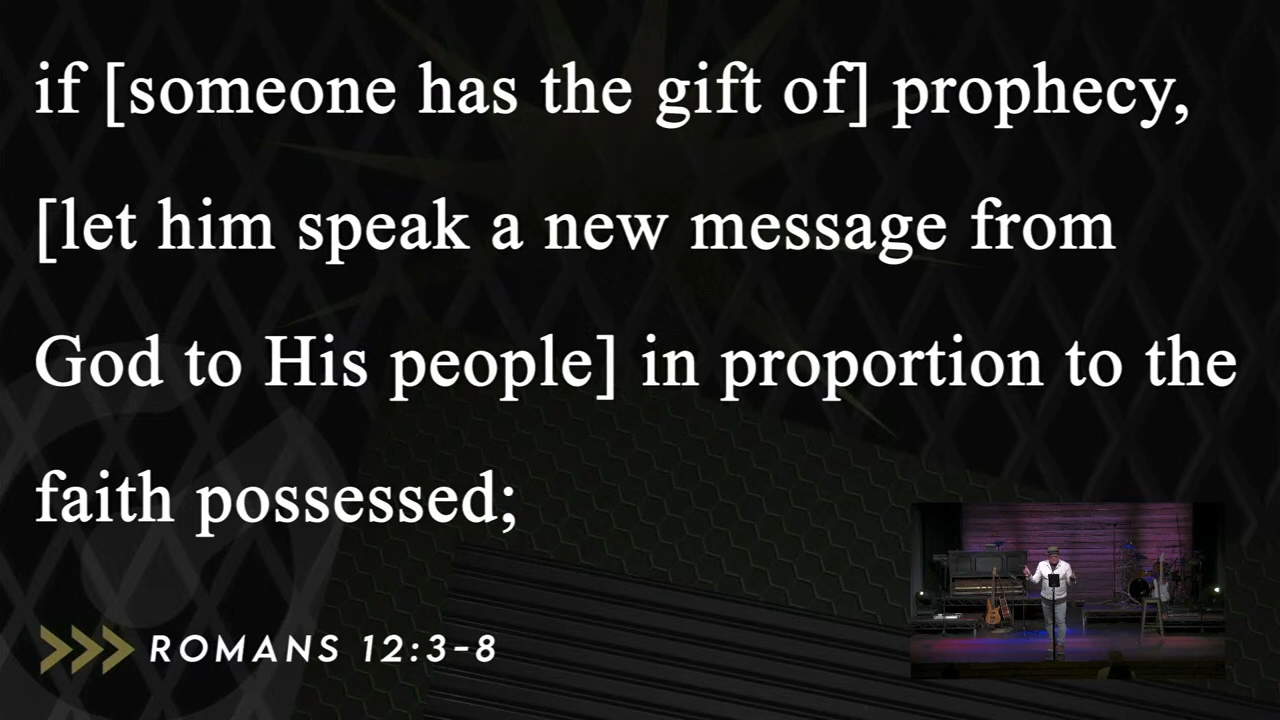 if [someone has the gift of] prophecy,
[let him speak a new message from
God to His people] in proportion to the
faith possessed;
>>> ROMANS 12:3-8